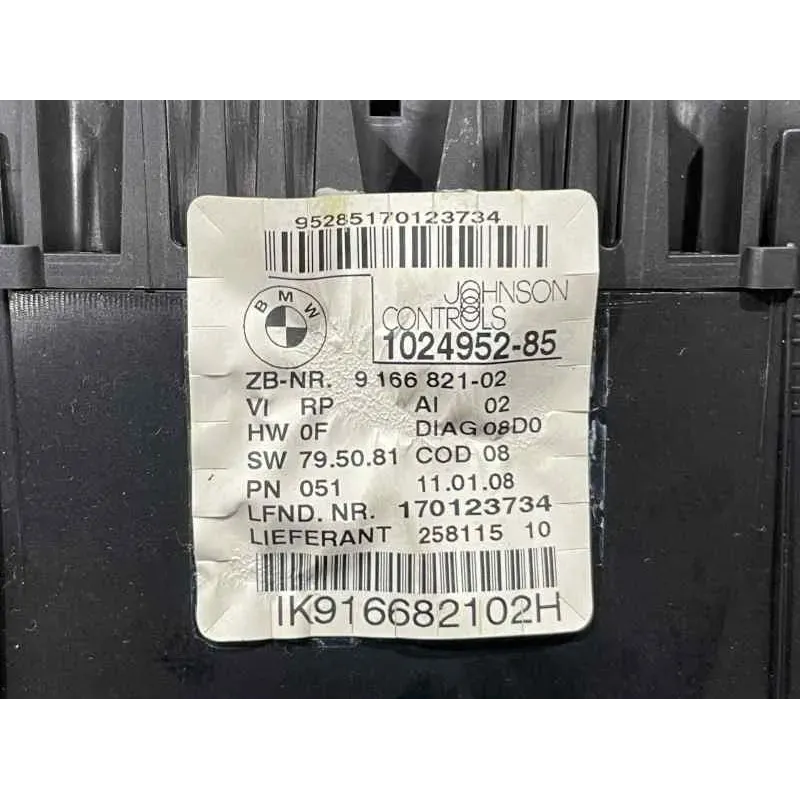 95285170123734
BMW
JOHNSON
CONTROLS
1024952-85
ZB-NR. 9 166 821-02
VI RP AI 02
HW 0F DIAG 08D0
SW 79.50.81 COD 08
PN 051 11.01.08
LFND. NR. 170123734
LIEFERANT 258115 10
IK916682102H